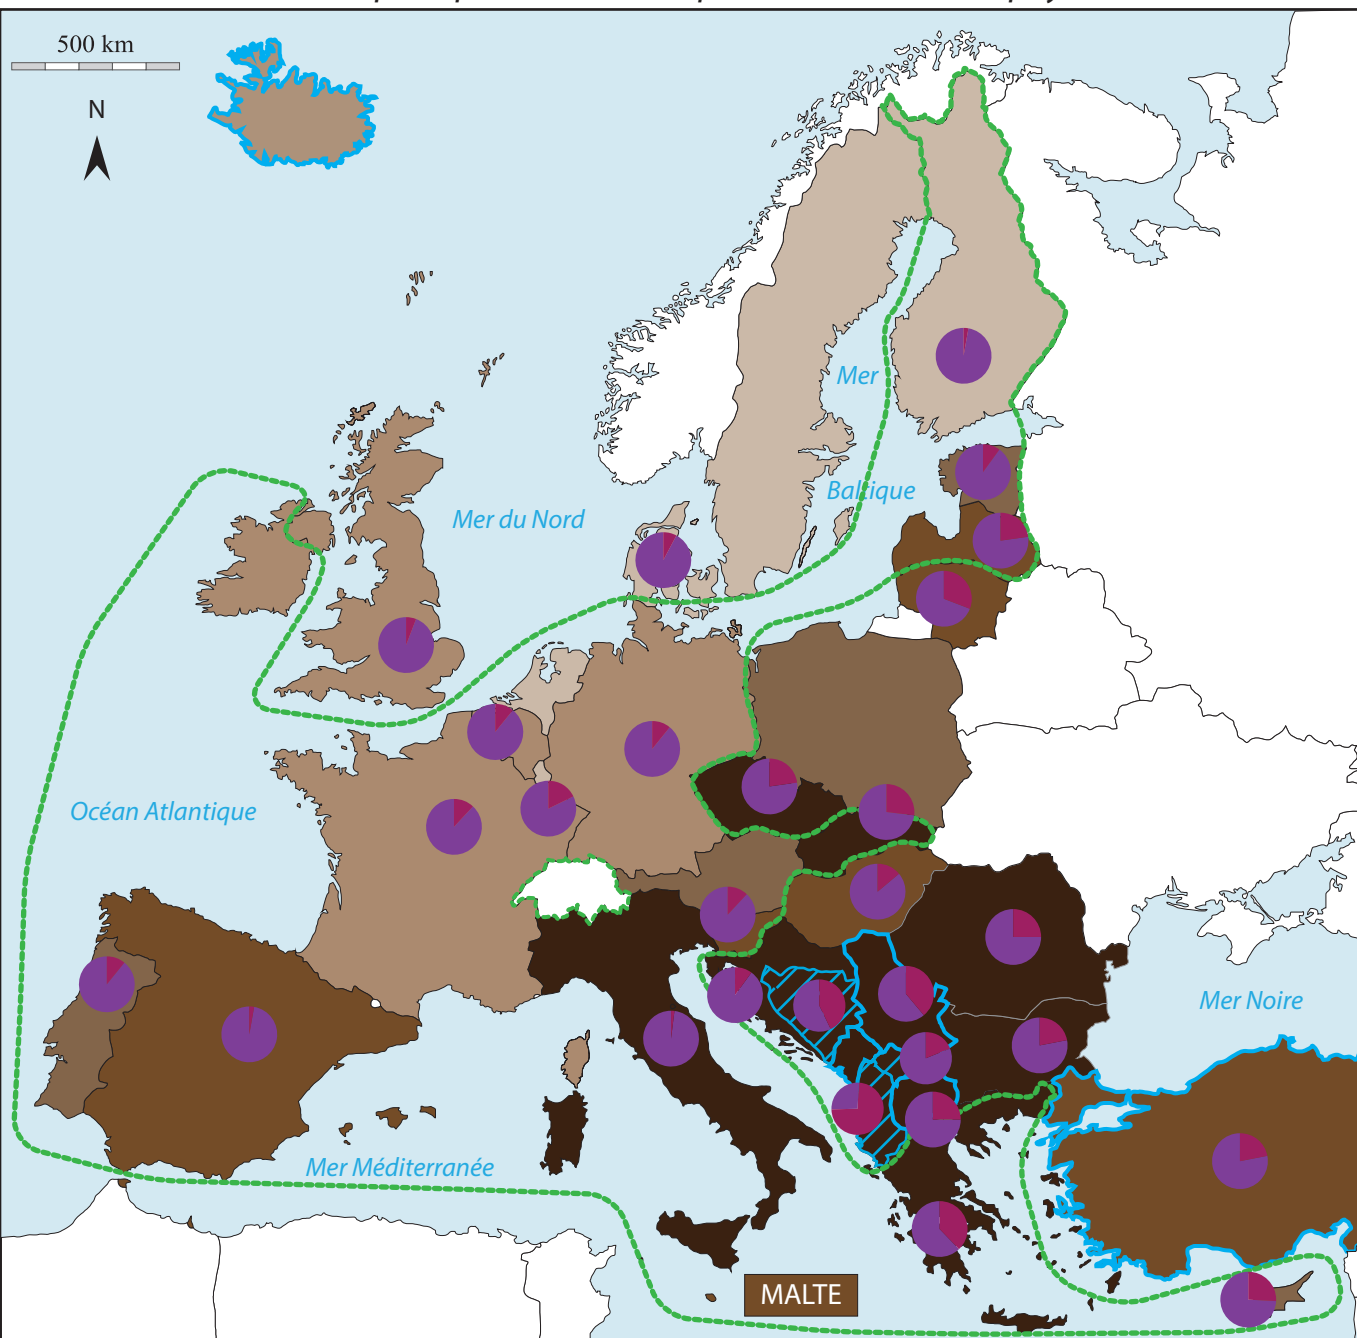 500 km
N
Mer
Baltique
Mer du Nord
Océan Atlantique
Mer Noire
Mer Méditerranée
MALTE